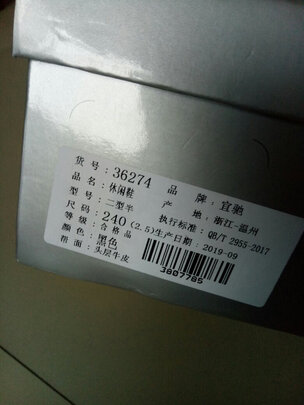 货号: 36274 品牌: 宜驰
品名: 休闲鞋 产地: 浙江-温州
型号: 二型半 执行标准: QB/T 2955-2017
尺码: 240(2.5) 生产日期: 2019-09
等级: 合格品
颜色: 黑色
帮面: 头层牛皮
3807785